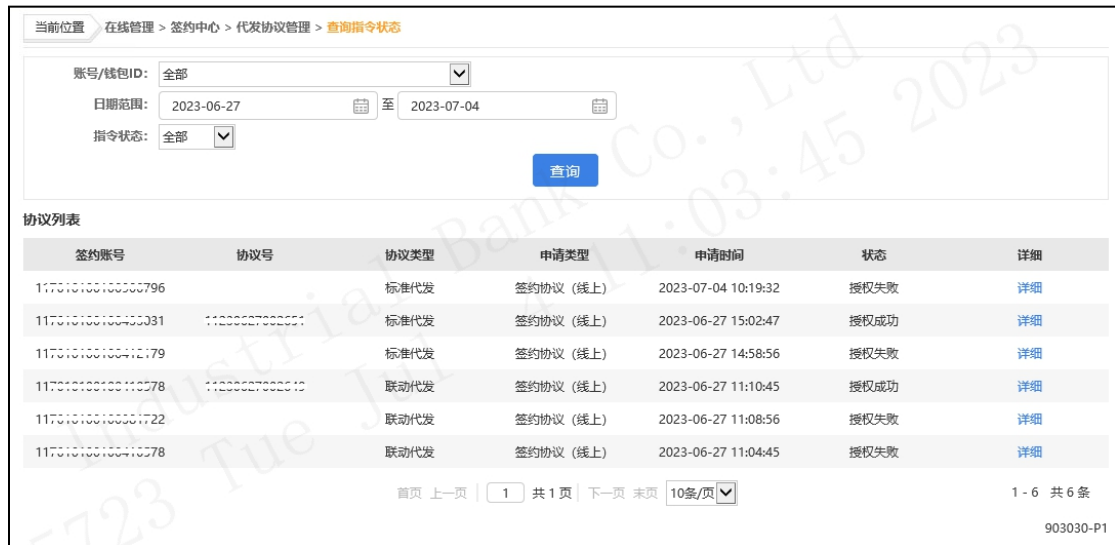 当前位置 在线管理 > 签约中心 > 代发协议管理 > 查询指令状态
账号/钱包ID: 全部
日期范围: 2023-06-27 至 2023-07-04
指令状态: 全部
查询
协议列表
签约账号 协议号 协议类型 申请类型 申请时间 状态 详细
标准代发 签约协议（线上） 2023-07-04 10:19:32 授权失败 详细
标准代发 签约协议（线上） 2023-06-27 15:02:47 授权成功 详细
标准代发 签约协议（线上） 2023-06-27 14:58:56 授权失败 详细
联动代发 签约协议（线上） 2023-06-27 11:10:45 授权成功 详细
联动代发 签约协议（线上） 2023-06-27 11:08:56 授权失败 详细
联动代发 签约协议（线上） 2023-06-27 11:04:45 授权失败 详细
首页 上一页 1 共1页 下一页 末页 10条/页 1 - 6 共6条
903030-P1
Industrial Bank Co., Ltd
5723 Tue Jul 4 11:03:45 2023